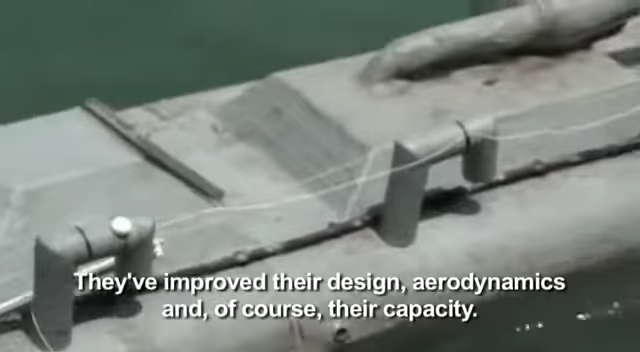 They've improved their design, aerodynamics
and, of course, their capacity.